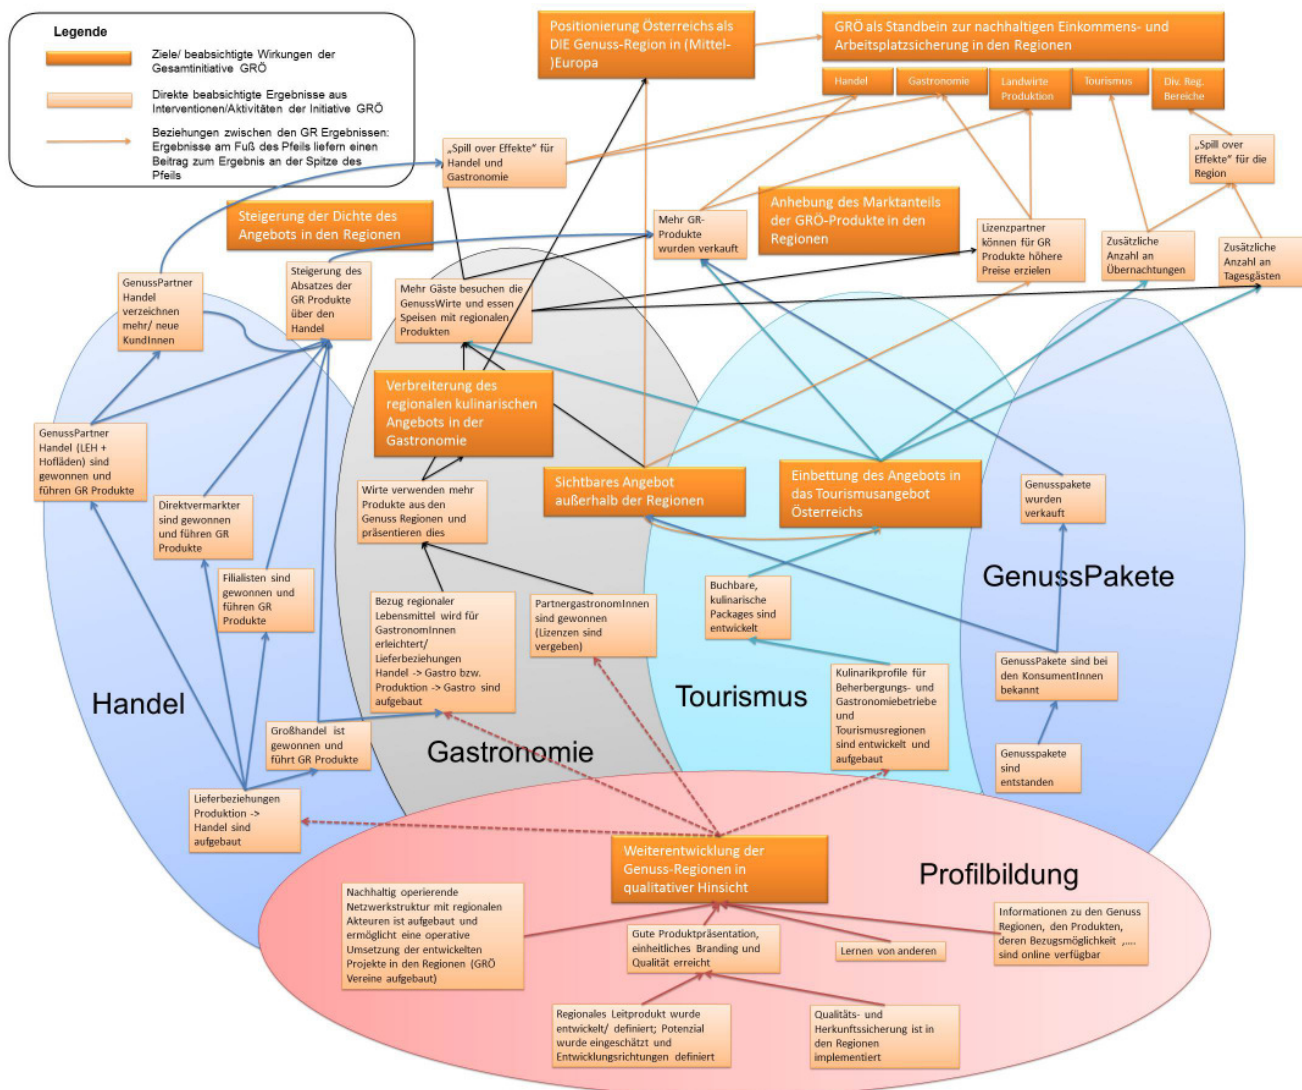 Legende
Ziele/ beabsichtigte Wirkungen der
Gesamtinitiative GRÖ
Direkte beabsichtigte Ergebnisse aus
Interventionen/Aktivitäten der Initiative GRÖ
Beziehungen zwischen den GR Ergebnissen:
Ergebnisse am Fuß des Pfeils liefern einen
Beitrag zum Ergebnis an der Spitze des
Pfeils
Positionierung Österreichs als
DIE Genuss-Region in (Mittel-
)Europa
GRÖ als Standbein zur nachhaltigen Einkommens- und
Arbeitsplatzsicherung in den Regionen
Handel
Gastronomie
Landwirte
Produktion
Tourismus
Div. Reg.
Bereiche
„Spill over Effekte“ für
Handel und
Gastronomie
„Spill over
Effekte“ für die
Region
Steigerung der Dichte des
Angebots in den Regionen
Mehr GR-
Produkte
wurden verkauft
Anhebung des Marktanteils
der GRÖ-Produkte in den
Regionen
Lizenzpartner
können für GR
Produkte höhere
Preise erzielen
Zusätzliche
Anzahl an
Übernachtungen
Zusätzliche
Anzahl an
Tagesgästen
GenussPartner
Handel
verzeichnen
mehr/ neue
KundInnen
Steigerung des
Absatzes der
GR Produkte
über den
Handel
Mehr Gäste besuchen die
GenussWirte und essen
Speisen mit regionalen
Produkten
Verbreiterung des
regionalen kulinarischen
Angebots in der
Gastronomie
GenussPartner
Handel (LEH +
Hofläden) sind
gewonnen und
führen GR Produkte
Direktvermarkter
sind gewonnen
und führen GR
Produkte
Filialisten sind
gewonnen und
führen GR
Produkte
Wirte verwenden mehr
Produkte aus den
Genuss Regionen und
präsentieren dies
Sichtbares Angebot
außerhalb der Regionen
Einbettung des Angebots in
das Tourismusangebot
Österreichs
Genusspakete
wurden
verkauft
GenussPakete
Bezug regionaler
Lebensmittel wird für
GastronomInnen
erleichtert/
Lieferbeziehungen
Handel -> Gastro bzw.
Produktion -> Gastro sind
aufgebaut
PartnergastronomInnen
sind gewonnen
(Lizenzen sind
vergeben)
Buchbare,
kulinarische
Packages sind
entwickelt
GenussPakete sind bei
den KonsumentInnen
bekannt
Handel
Tourismus
Kulinarikprofile für
Beherbergungs- und
Gastronomiebetriebe
und
Tourismusregionen
sind entwickelt und
aufgebaut
Großhandel ist
gewonnen und
führt GR Produkte
Gastronomie
Genusspakete
sind
entstanden
Lieferbeziehungen
Produktion ->
Handel sind
aufgebaut
Weiterentwicklung der
Genuss-Regionen in
qualitativer Hinsicht
Profilbildung
Nachhaltig operierende
Netzwerkstruktur mit regionalen
Akteuren ist aufgebaut und
ermöglicht eine operative
Umsetzung der entwickelten
Projekte in den Regionen (GRÖ
Vereine aufgebaut)
Gute Produktpräsentation,
einheitliches Branding und
Qualität erreicht
Lernen von anderen
Informationen zu den Genuss
Regionen, den Produkten,
deren Bezugsmöglichkeit ,....
sind online verfügbar
Regionales Leitprodukt wurde
entwickelt/ definiert; Potenzial
wurde eingeschätzt und
Entwicklungsrichtungen definiert
Qualitäts- und
Herkunftssicherung ist in
den Regionen
implementiert